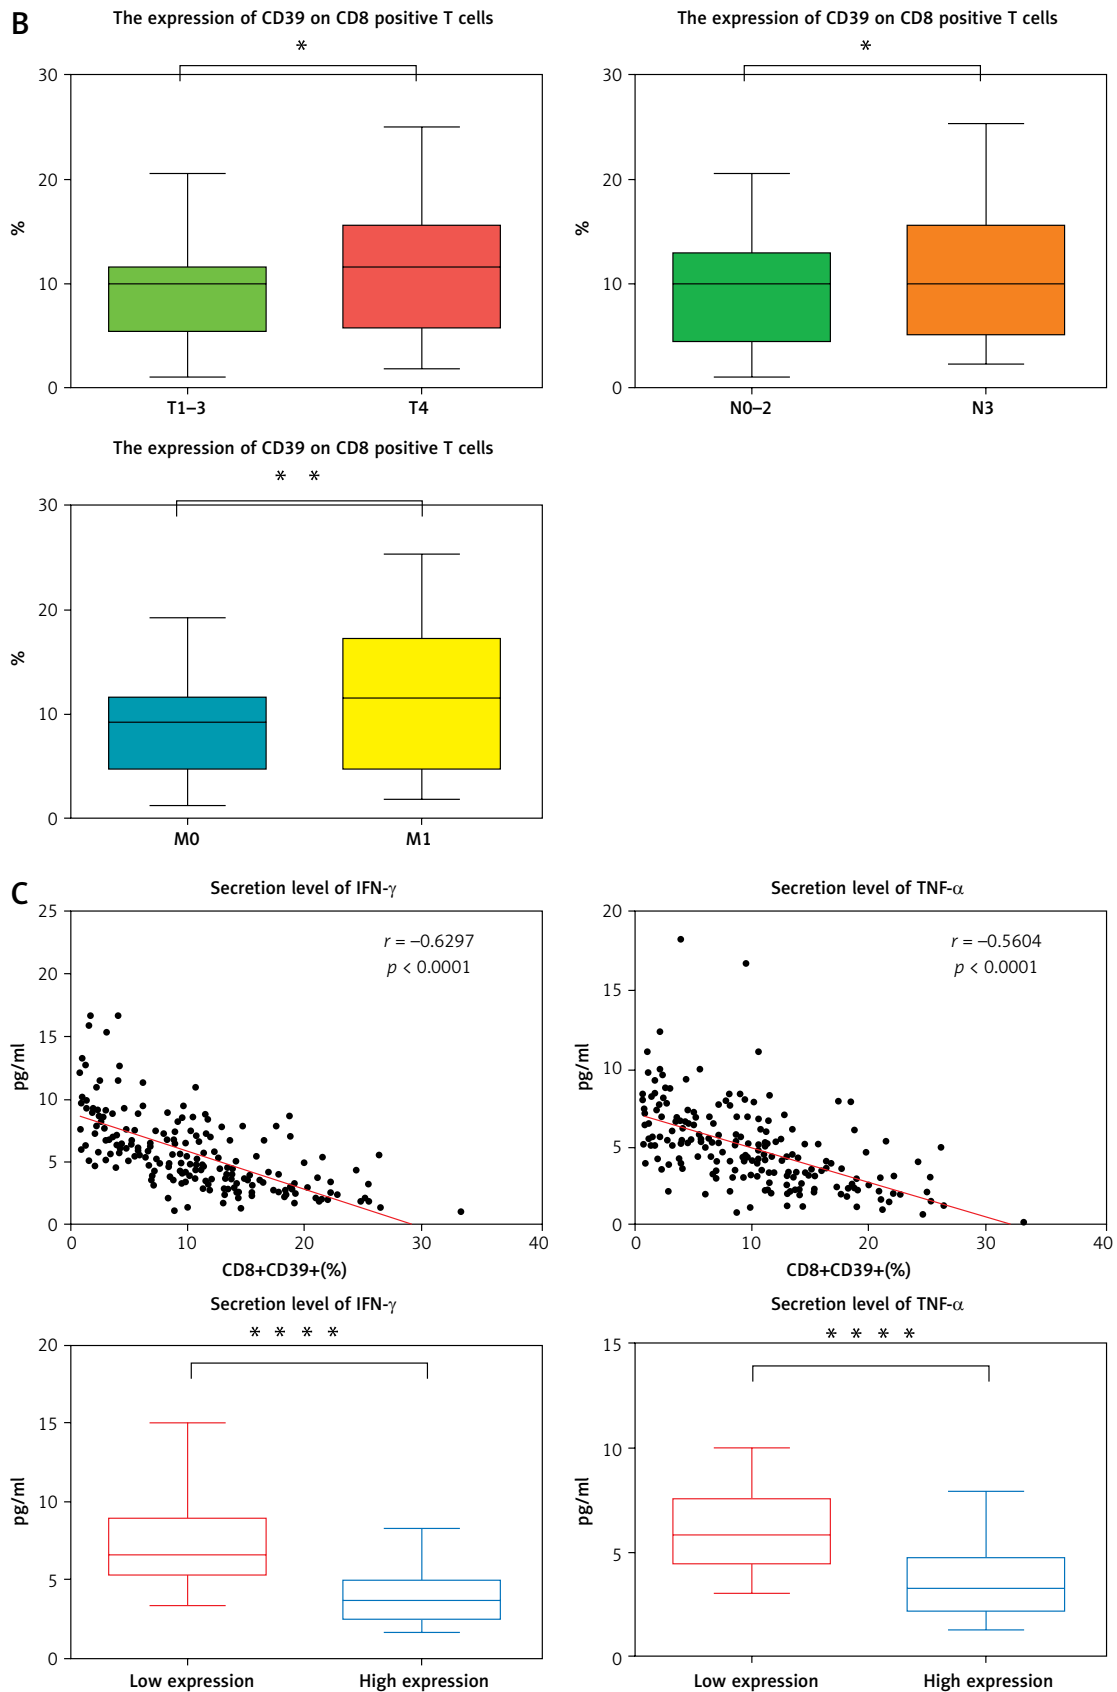 B
The expression of CD39 on CD8 positive T cells
*
30
20
10
0
%
T1–3 T4
The expression of CD39 on CD8 positive T cells
*
30
20
10
0
%
N0–2 N3
The expression of CD39 on CD8 positive T cells
* *
30
20
10
0
%
M0 M1
C
Secretion level of IFN-γ
r = –0.6297
p < 0.0001
25
20
15
10
5
0
pg/ml
0 10 20 30 40
CD8+CD39+(%)
Secretion level of TNF-α
r = –0.5604
p < 0.0001
20
15
10
5
0
pg/ml
0 10 20 30 40
CD8+CD39+(%)
Secretion level of IFN-γ
* * * *
20
15
10
5
0
pg/ml
Low expression High expression
Secretion level of TNF-α
* * * *
15
10
5
0
pg/ml
Low expression High expression